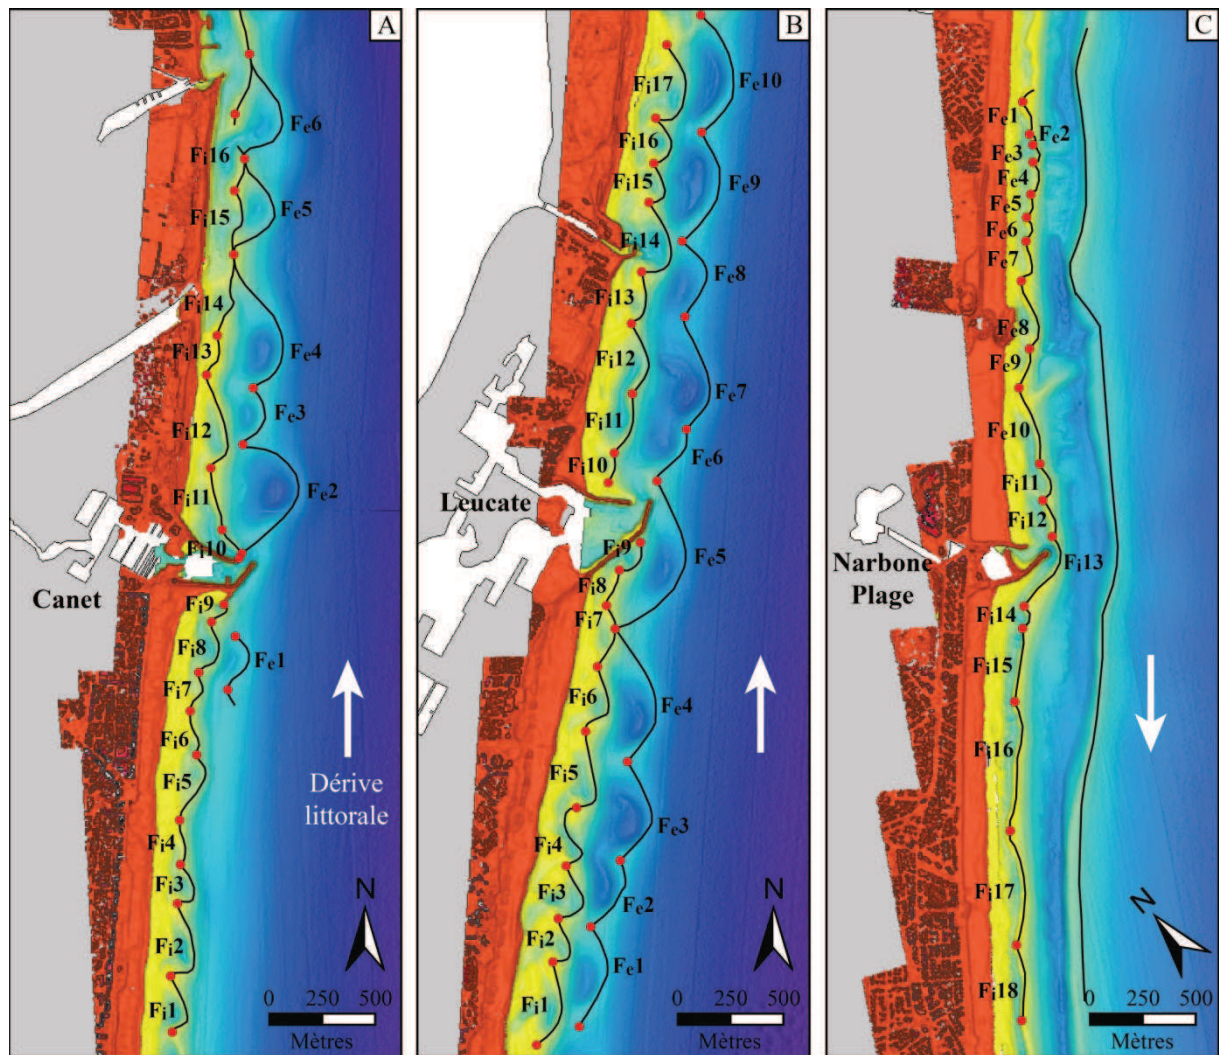 A
Fe6
Fi16
Fi15
Fe5
Fi14
Fi13
Fe4
Fe3
Fi12
Fe2
Fi11
Fi10
Canet
Fi9
Fi8
Fe1
Fi7
Fi6
Fi5
Dérive
littorale
Fi4
Fi3
Fi2
Fi1
N
0 250 500
Mètres
B
Fi17
Fe10
Fi16
Fi15
Fe9
Fi14
Fe8
Fi13
Fi12
Fe7
Fi11
Fi10
Fe6
Leucate
Fi9
Fe5
Fi8
Fi7
Fi6
Fe4
Fi5
Fe3
Fi4
Fi3
Fe2
Fi2
Fe1
Fi1
N
0 250 500
Mètres
C
Fe1
Fe2
Fe3
Fe4
Fe5
Fe6
Fe7
Fe8
Fe9
Fe10
Fi11
Fi12
Fi13
Narbone
Plage
Fi14
Fi15
Fi16
Fi17
Fi18
N
0 250 500
Mètres